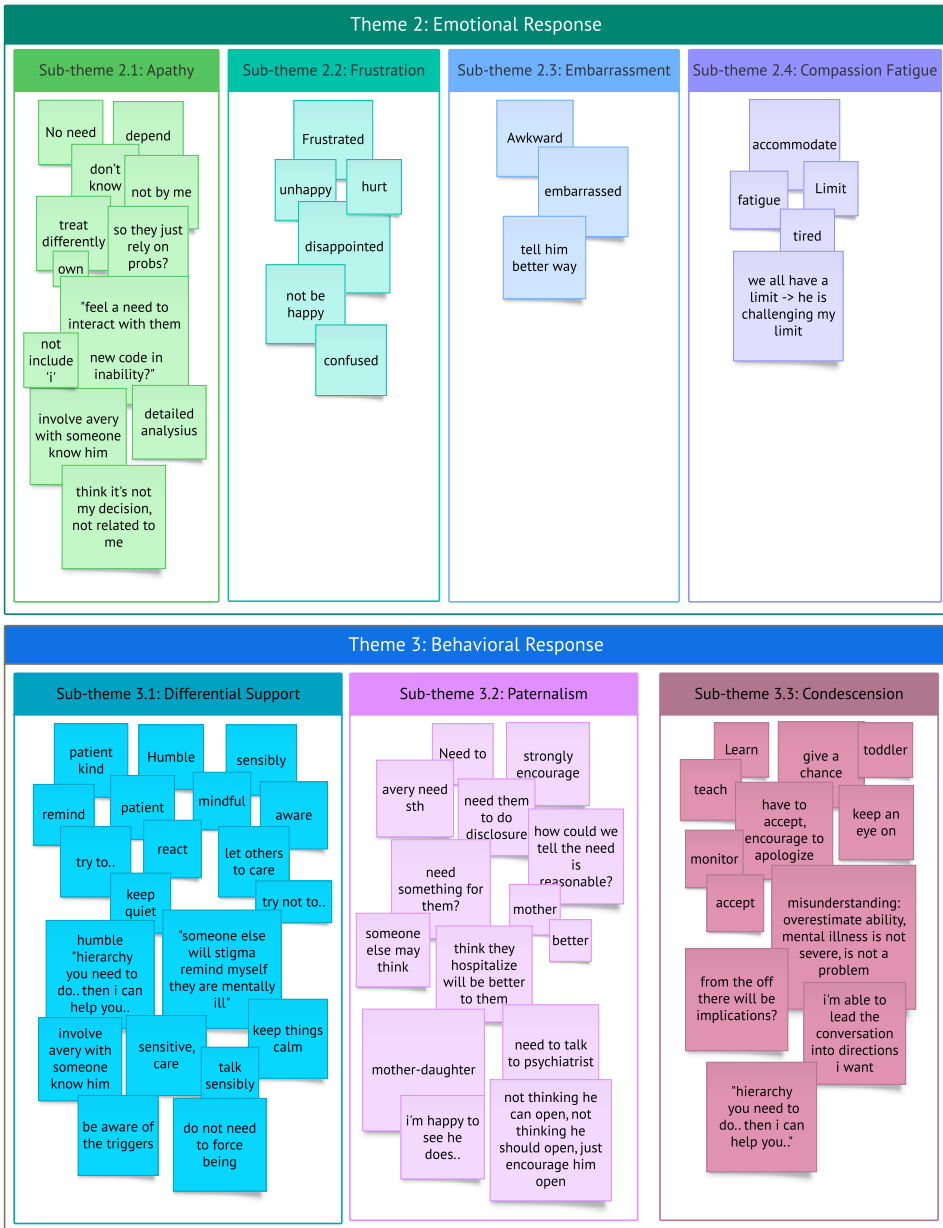 Theme 2: Emotional Response
Sub-theme 2.1: Apathy
No need
depend
don't
know
not by me
treat
differently
so they just
rely on
probs?
own
"feel a need to
interact with them
new code in
inability?"
not
include
'i'
involve avery
with someone
know him
detailed
analysius
think it's not
my decision,
not related to
me
Sub-theme 2.2: Frustration
Frustrated
unhappy
hurt
disappointed
not be
happy
confused
Sub-theme 2.3: Embarrassment
Awkward
embarrassed
tell him
better way
Sub-theme 2.4: Compassion Fatigue
accommodate
fatigue
Limit
tired
we all have a
limit -> he is
challenging my
limit
Theme 3: Behavioral Response
Sub-theme 3.1: Differential Support
patient
kind
Humble
sensibly
remind
patient
mindful
aware
try to..
react
let others
to care
keep
quiet
try not to..
humble
"hierarchy
you need to
do.. then i can
help you..
"someone else
will stigma
remind myself
they are mentally
ill"
involve
avery with
someone
know him
sensitive,
care
keep things
calm
talk
sensibly
be aware of
the triggers
do not need
to force
being
Sub-theme 3.2: Paternalism
Need to
strongly
encourage
avery need
sth
need them
to do
disclosure
how could we
tell the need
is
reasonable?
need
something for
them?
mother
better
someone
else may
think
think they
hospitalize
will be better
to them
mother-daughter
need to talk
to psychiatrist
i'm happy to
see he
does..
not thinking he
can open, not
thinking he
should open, just
encourage him
open
Sub-theme 3.3: Condescension
Learn
give a
chance
toddler
teach
have to
accept,
encourage to
apologize
keep an
eye on
monitor
accept
misunderstanding:
overestimate ability,
mental illness is not
severe, is not a
problem
from the off
there will be
implications?
i'm able to
lead the
conversation
into directions
i want
"hierarchy
you need to
do.. then i can
help you.."